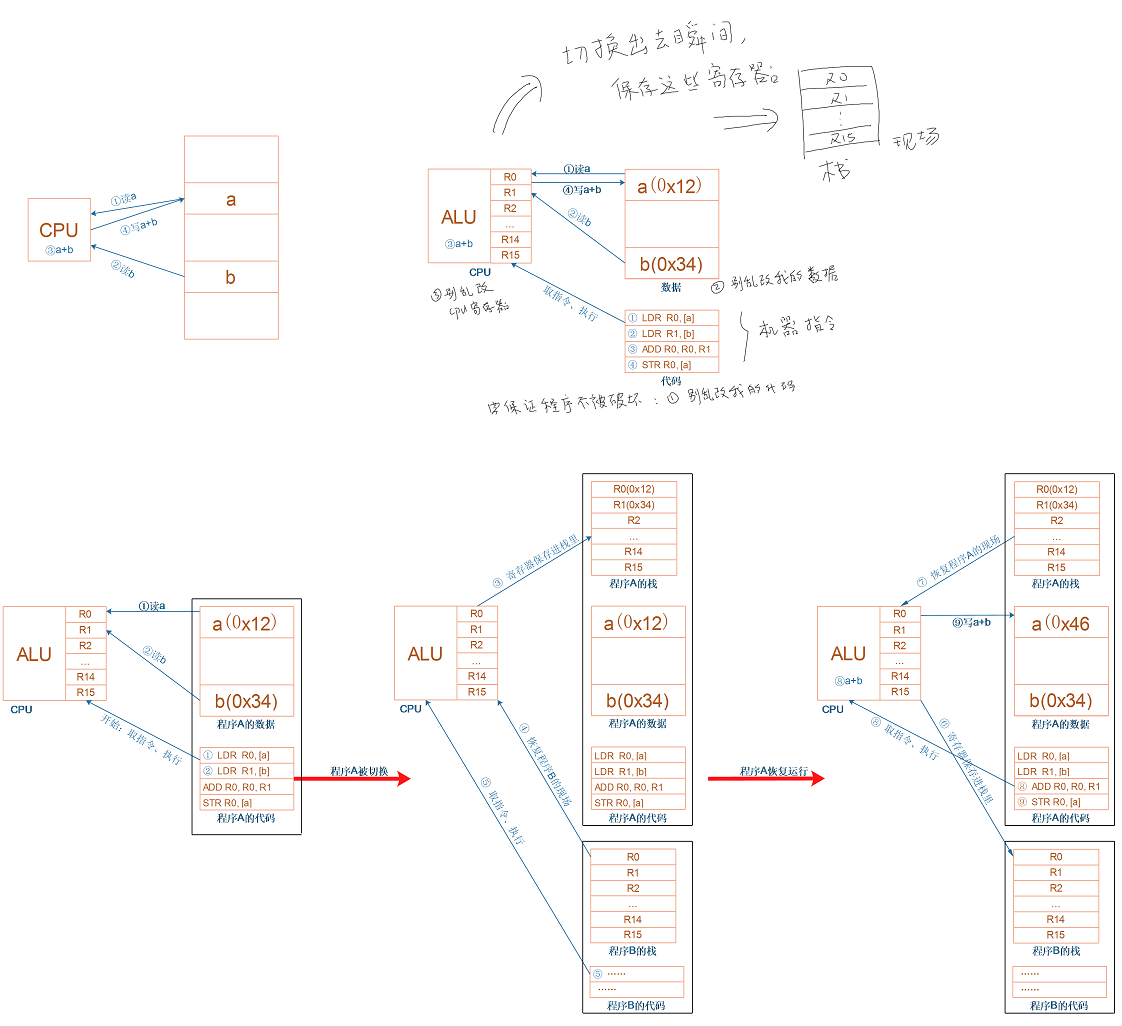 切换出去瞬间,
保存这些寄存器:
R0
R1
⋮
R15
栈
现场
CPU
③a+b
①读a
④写a+b
②读b
a
b
ALU
③a+b
R0
R1
R2
...
R14
R15
CPU
①读a
④写a+b
②读b
a(0x12)
b(0x34)
数据
② 别乱改我的数据
③别乱改
CPU寄存器
取指令、执行
① LDR R0, [a]
② LDR R1, [b]
③ ADD R0, R0, R1
④ STR R0, [a]
代码
机器指令
保证程序不被破坏: ① 别乱改我的代码
ALU
R0
R1
R2
...
R14
R15
CPU
①读a
②读b
开始: 取指令、执行
a(0x12)
b(0x34)
程序A的数据
① LDR R0, [a]
② LDR R1, [b]
ADD R0, R0, R1
STR R0, [a]
程序A的代码
程序A被切换
ALU
R0
R1
R2
...
R14
R15
CPU
③ 寄存器保存进栈里
④ 恢复程序B的现场
⑤ 取指令、执行
R0(0x12)
R1(0x34)
R2
...
R14
R15
程序A的栈
a(0x12)
b(0x34)
程序A的数据
LDR R0, [a]
LDR R1, [b]
ADD R0, R0, R1
STR R0, [a]
程序A的代码
R0
R1
R2
...
R14
R15
程序B的栈
⑤ ······
······
程序B的代码
程序A恢复运行
ALU
⑧a+b
R0
R1
R2
...
R14
R15
CPU
⑦ 恢复程序A的现场
⑨写a+b
⑧ 取指令、执行
⑥ 寄存器保存进栈里
R0(0x12)
R1(0x34)
R2
...
R14
R15
程序A的栈
a(0x46
b(0x34)
程序A的数据
LDR R0, [a]
LDR R1, [b]
⑧ ADD R0, R0, R1
⑨ STR R0, [a]
程序A的代码
R0
R1
R2
...
R14
R15
程序B的栈
······
······
程序B的代码